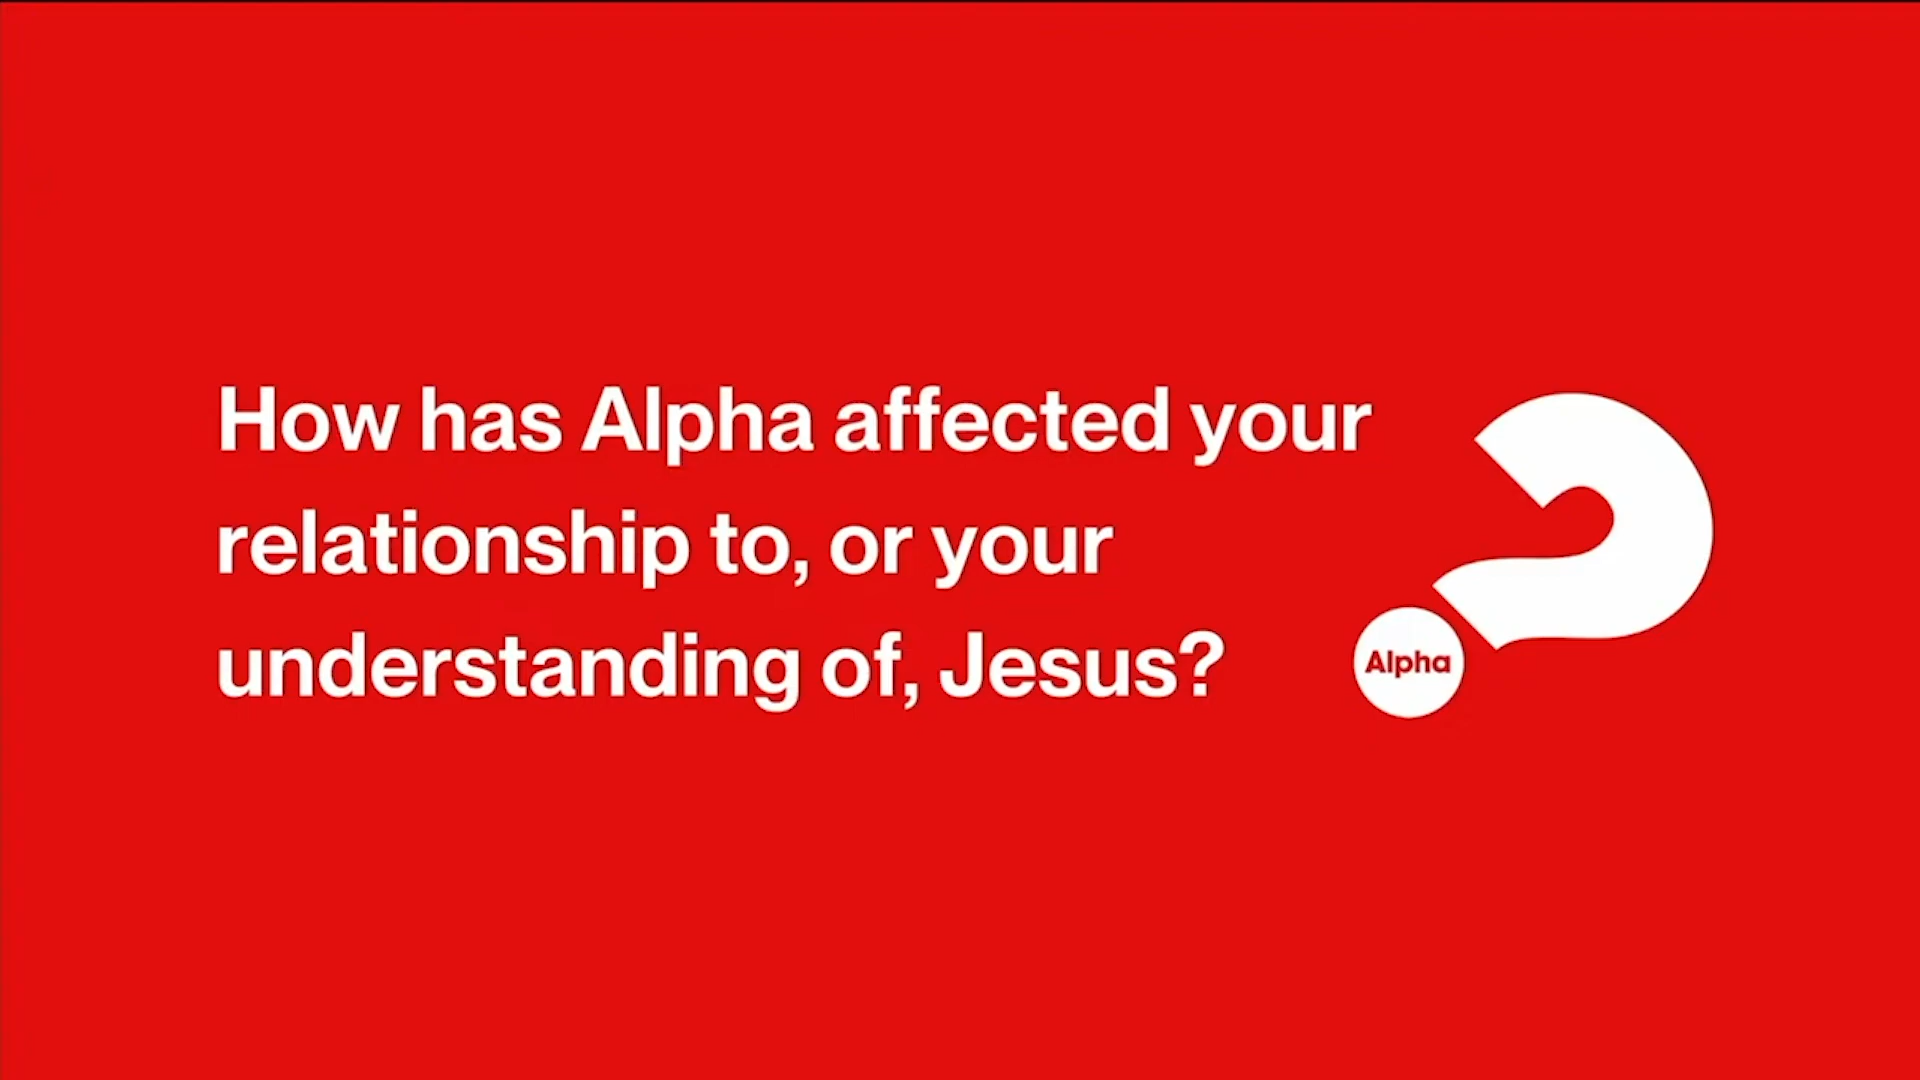 How has Alpha affected your
relationship to, or your
understanding of, Jesus?
Alpha